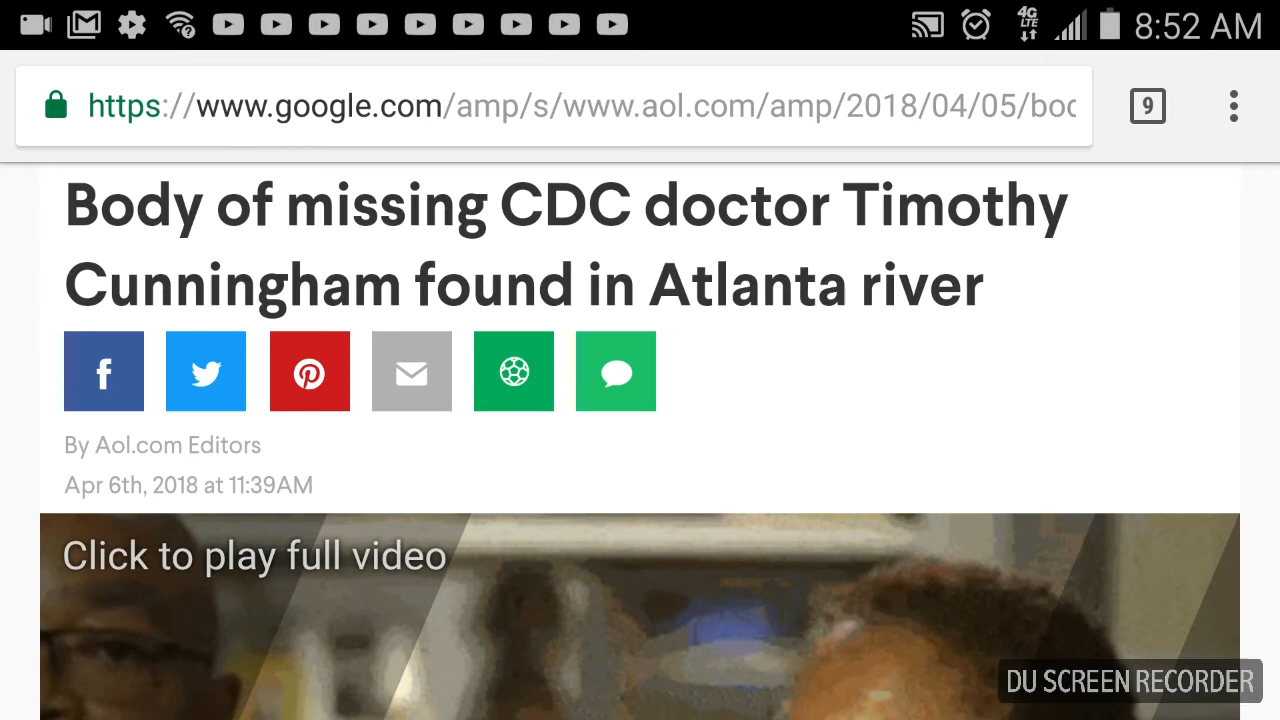 4G
LTE
8:52 AM
https://www.google.com/amp/s/www.aol.com/amp/2018/04/05/boc
9
Body of missing CDC doctor Timothy
Cunningham found in Atlanta river
f
By Aol.com Editors
Apr 6th, 2018 at 11:39AM
Click to play full video
DU SCREEN RECORDER